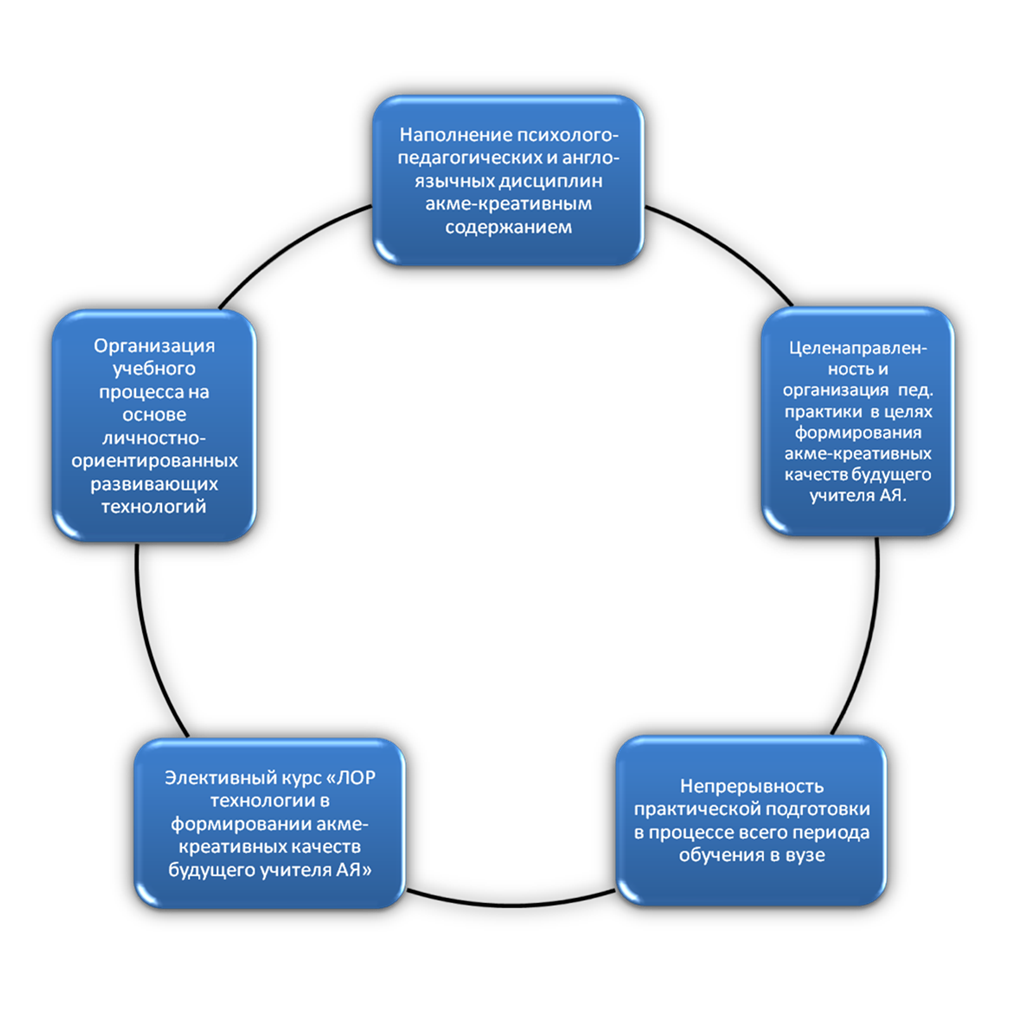 Наполнение психолого-
педагогических и англо-
язычных дисциплин
акме-креативным
содержанием
Целенаправлен-
ность и
организация пед.
практики в целях
формирования
акме-креативных
качеств будущего
учителя АЯ.
Непрерывность
практической подготовки
в процессе всего периода
обучения в вузе
Элективный курс «ЛОР
технологии в
формировании акме-
креативных качеств
будущего учителя АЯ»
Организация
учебного
процесса на
основе
личностно-
ориентированных
развивающих
технологий